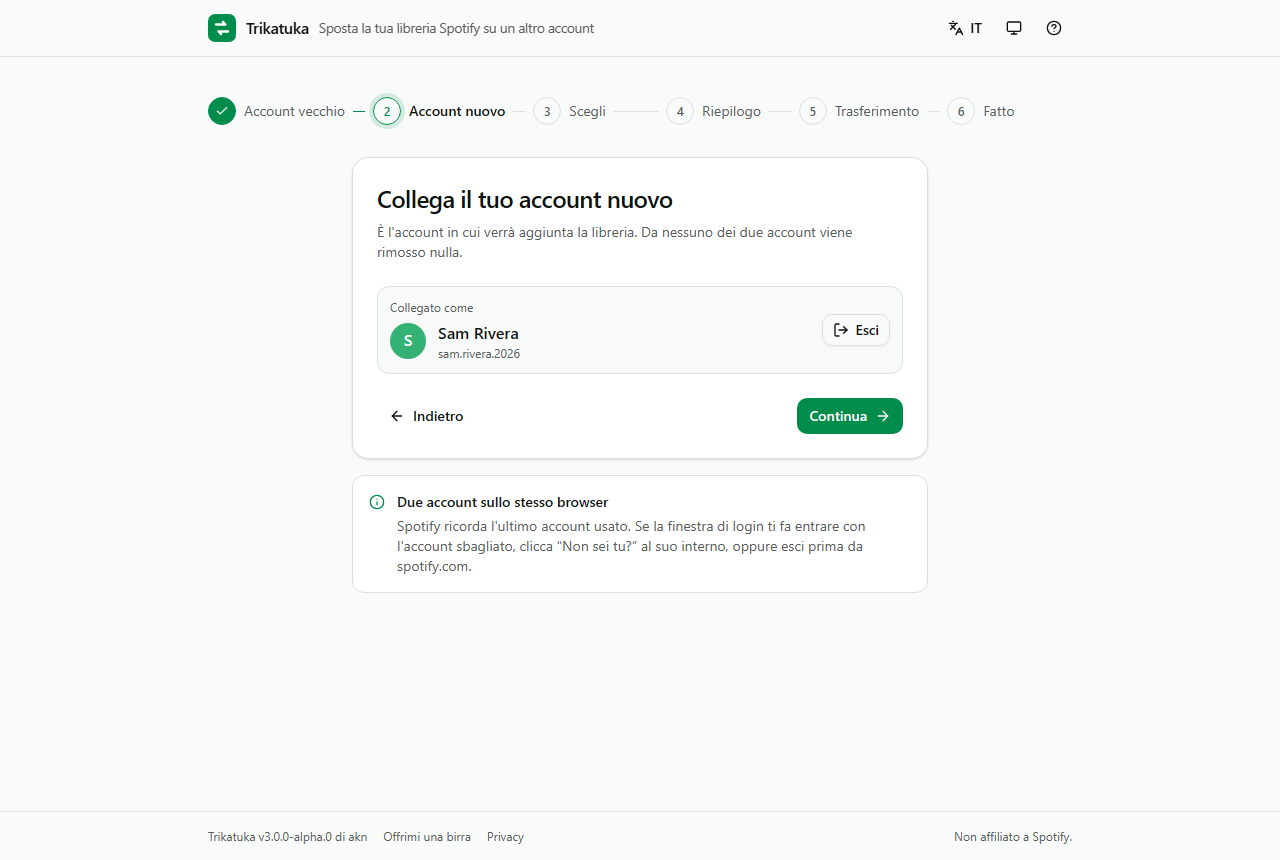 Trikatuka Sposta la tua libreria Spotify su un altro account IT
Account vecchio 2 Account nuovo 3 Scegli 4 Riepilogo 5 Trasferimento 6 Fatto
Collega il tuo account nuovo
È l'account in cui verrà aggiunta la libreria. Da nessuno dei due account viene
rimosso nulla.
Collegato come
S Sam Rivera
sam.rivera.2026
Esci
Indietro Continua
Due account sullo stesso browser
Spotify ricorda l'ultimo account usato. Se la finestra di login ti fa entrare con
l'account sbagliato, clicca “Non sei tu?” al suo interno, oppure esci prima da
spotify.com.
Trikatuka v3.0.0-alpha.0 di akn Offrimi una birra Privacy Non affiliato a Spotify.